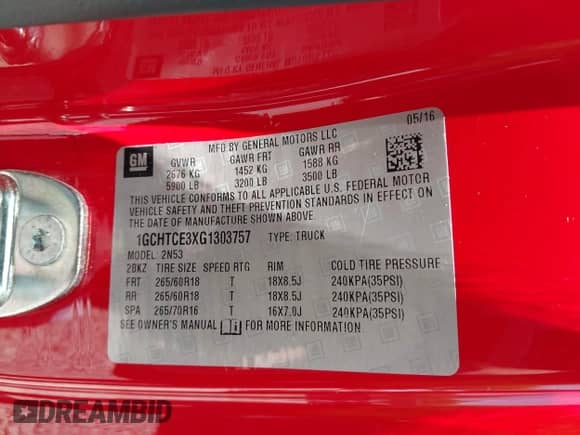 05/16
MFD BY GENERAL MOTORS LLC
GM
GVWR GAWR FRT GAWR RR
2676 KG 1452 KG 1588 KG
5900 LB 3200 LB 3500 LB
THIS VEHICLE CONFORMS TO ALL APPLICABLE U.S. FEDERAL MOTOR
VEHICLE SAFETY AND THEFT PREVENTION STANDARDS IN EFFECT ON
THE DATE OF MANUFACTURE SHOWN ABOVE.
1GCHTCE3XG1303757 TYPE: TRUCK
MODEL: 2N53
2DKZ TIRE SIZE SPEED RTG RIM COLD TIRE PRESSURE
FRT 265/60R18 T 18X8.5J 240KPA(35PSI)
RR 265/60R18 T 18X8.5J 240KPA(35PSI)
SPA 265/70R16 T 16X7.0J 240KPA(35PSI)
SEE OWNER'S MANUAL FOR MORE INFORMATION
DREAMBID